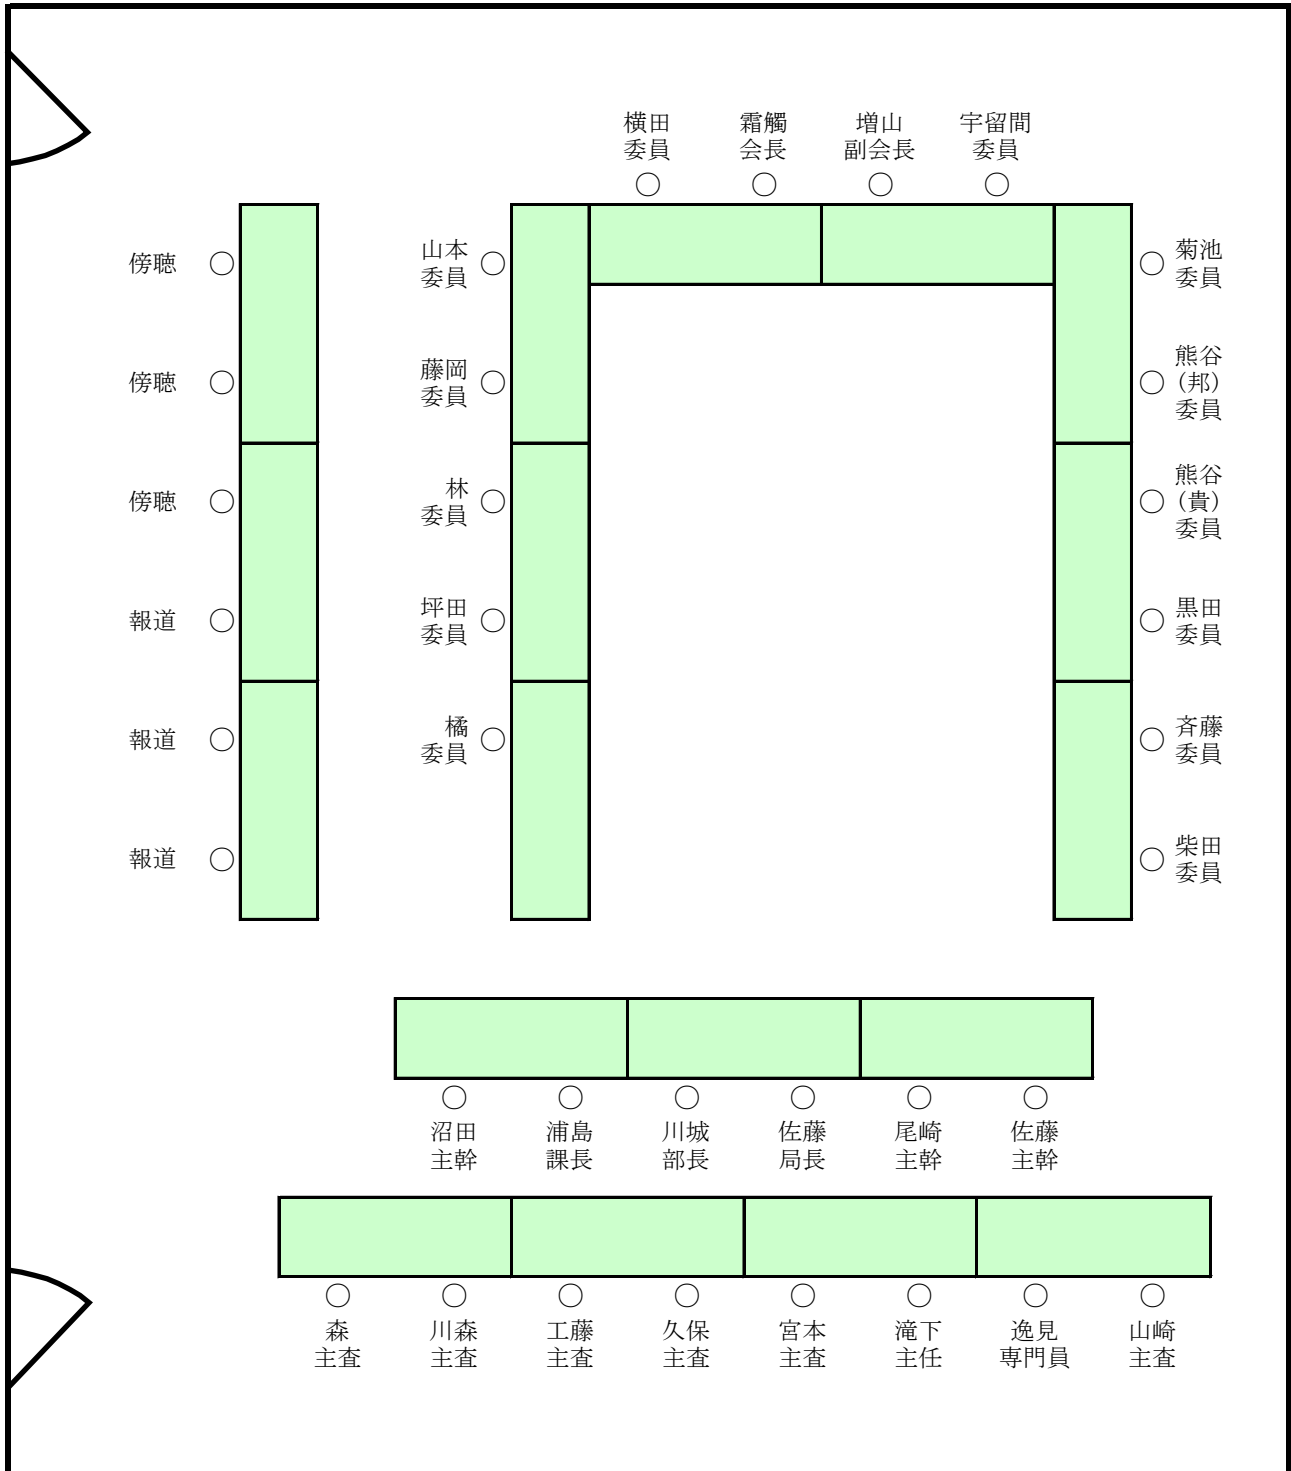 横田
委員
霜觸
会長
増山
副会長
宇留間
委員
傍聴
山本
委員
菊池
委員
傍聴
藤岡
委員
熊谷
（邦）
委員
傍聴
林
委員
熊谷
（貴）
委員
報道
坪田
委員
黒田
委員
報道
橘
委員
斉藤
委員
報道
柴田
委員
沼田
主幹
浦島
課長
川城
部長
佐藤
局長
尾崎
主幹
佐藤
主幹
森
主査
川森
主査
工藤
主査
久保
主査
宮本
主査
滝下
主任
逸見
専門員
山崎
主査